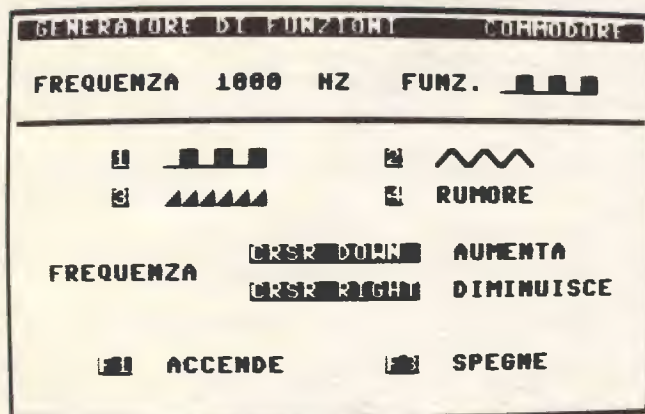 GENERATORE DI FUNZIONI COMMODORE
FREQUENZA 1000 HZ FUNZ.
1 2
3 4 RUMORE
CRSR DOWN AUMENTA
FREQUENZA
CRSR RIGHT DIMINUISCE
F1 ACCENDE F3 SPEGNE